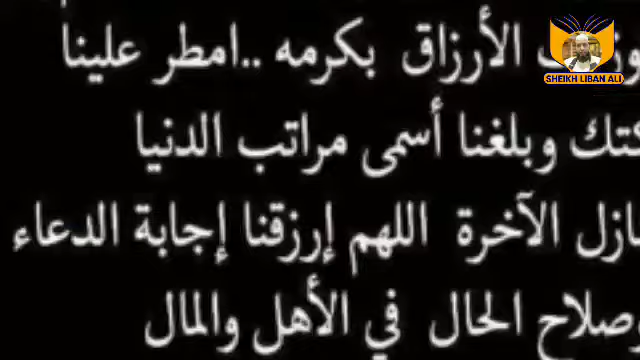 الأرزاق بكرمه ..امطر علينا
وبلغنا أسمى مراتب الدنيا
الآخرة اللهم إرزقنا إجابة الدعاء
وصلاح الحال في الأهل والمال
SHEIKH LIBAN ALI